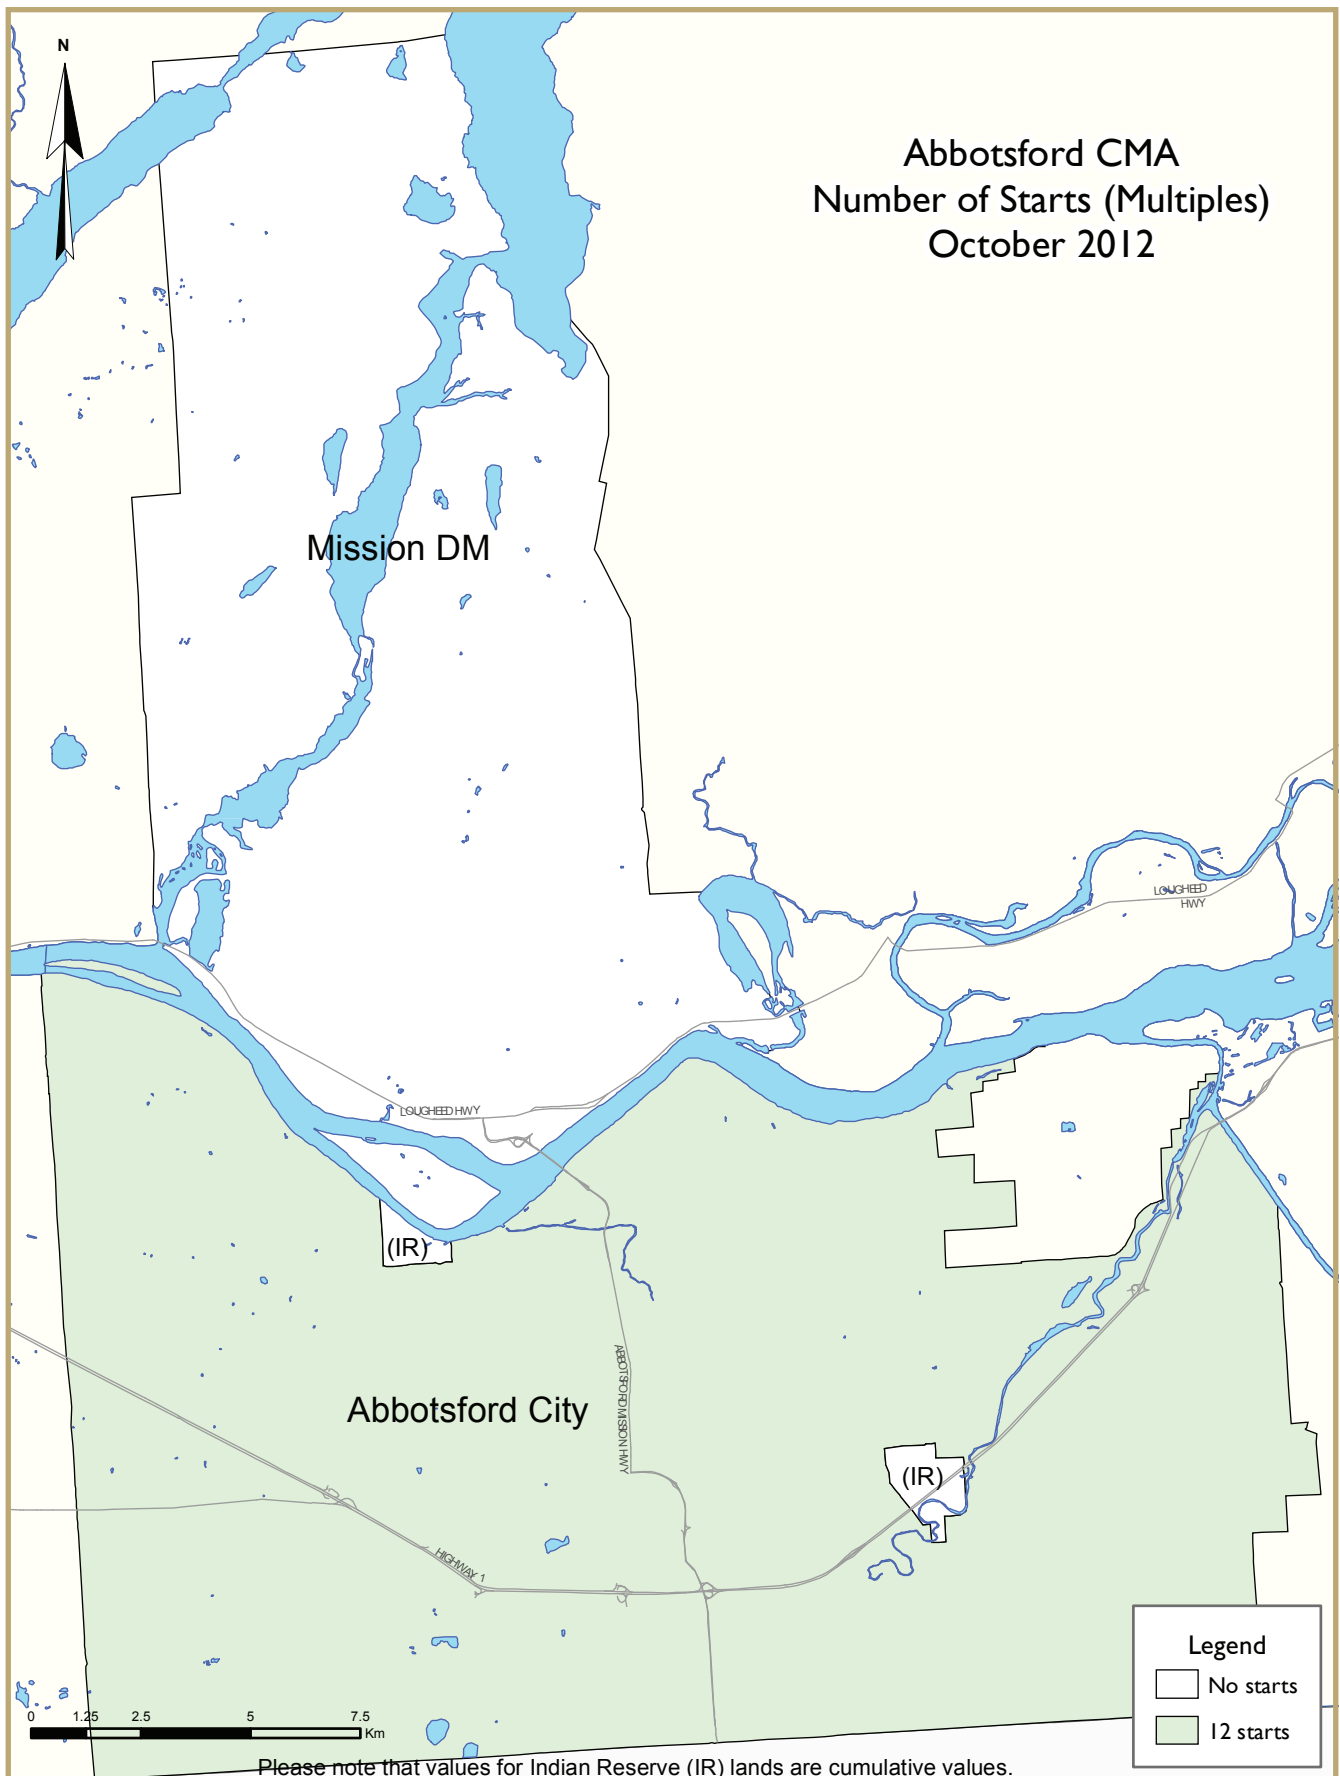 N
Abbotsford CMA
Number of Starts (Multiples)
October 2012
Mission DM
LOUGHEED
HWY
LOUGHEED HWY
(IR)
ABBOTSFORD MISSION HWY
Abbotsford City
(IR)
HIGHWAY 1
Legend
No starts
12 starts
0 1.25 2.5 5 7.5
Km
Please note that values for Indian Reserve (IR) lands are cumulative values.